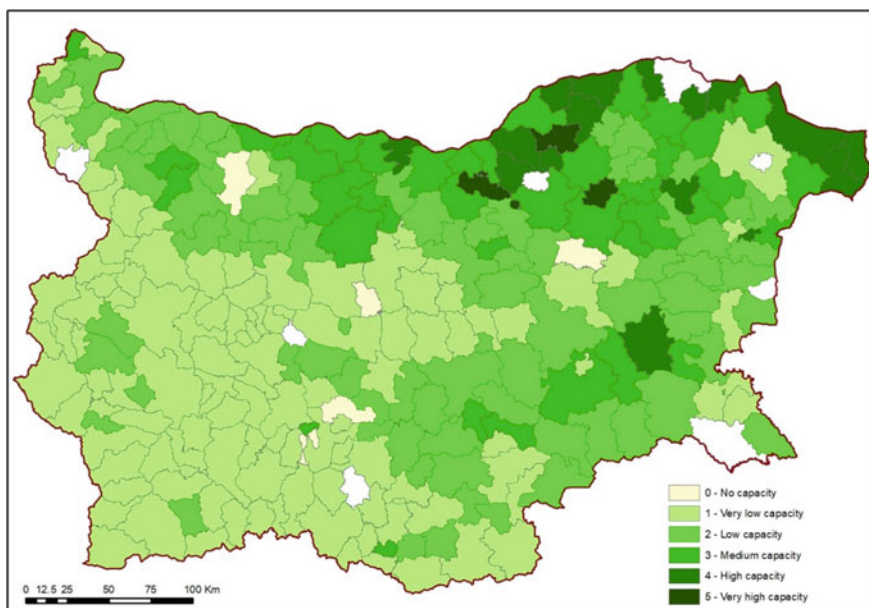 0 - No capacity
1 - Very low capacity
2 - Low capacity
3 - Medium capacity
4 - High capacity
5 - Very high capacity
0 12.5 25 50 75 100 Km